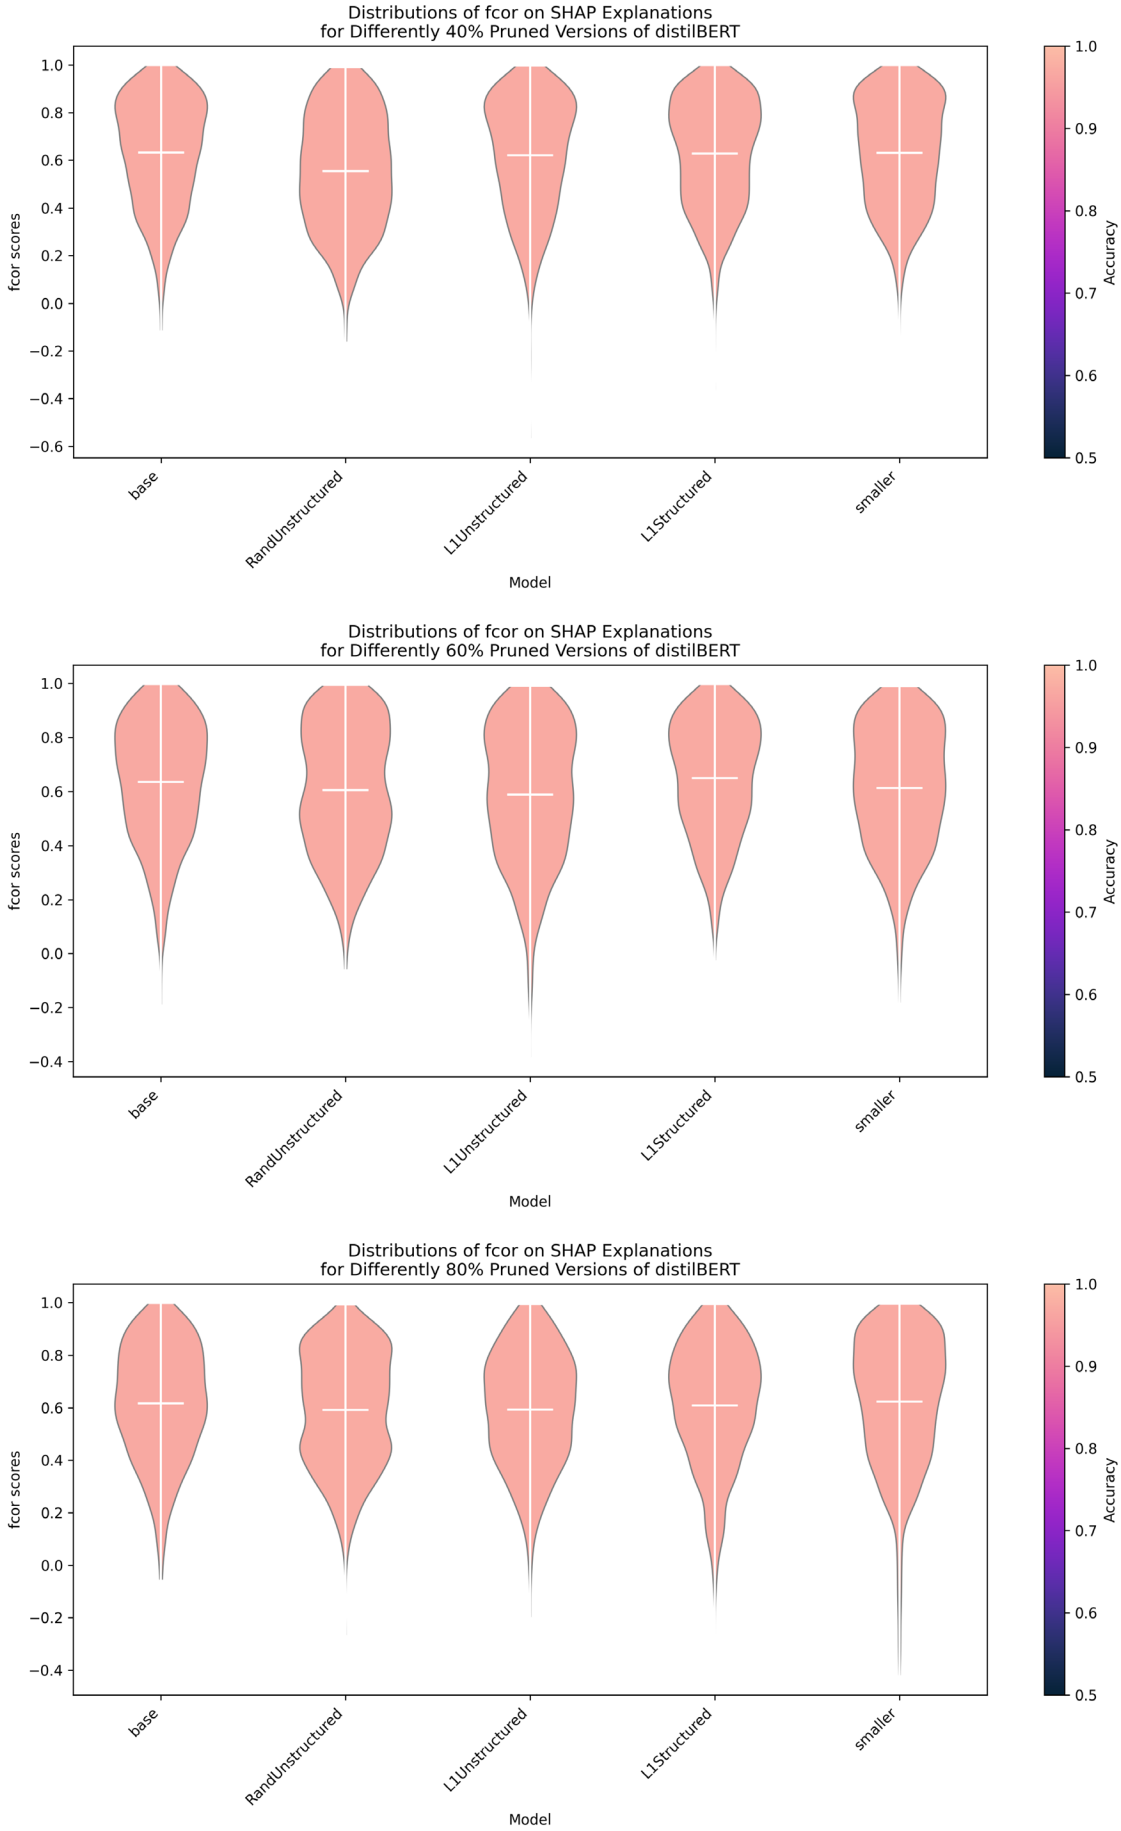 Distributions of fcor on SHAP Explanations
for Differently 40% Pruned Versions of distilBERT
fcor scores
1.0
0.8
0.6
0.4
0.2
0.0
−0.2
−0.4
−0.6
base
RandUnstructured
L1Unstructured
L1Structured
smaller
Model
1.0
0.9
0.8
0.7
0.6
0.5
Accuracy
Distributions of fcor on SHAP Explanations
for Differently 60% Pruned Versions of distilBERT
fcor scores
1.0
0.8
0.6
0.4
0.2
0.0
−0.2
−0.4
base
RandUnstructured
L1Unstructured
L1Structured
smaller
Model
1.0
0.9
0.8
0.7
0.6
0.5
Accuracy
Distributions of fcor on SHAP Explanations
for Differently 80% Pruned Versions of distilBERT
fcor scores
1.0
0.8
0.6
0.4
0.2
0.0
−0.2
−0.4
base
RandUnstructured
L1Unstructured
L1Structured
smaller
Model
1.0
0.9
0.8
0.7
0.6
0.5
Accuracy